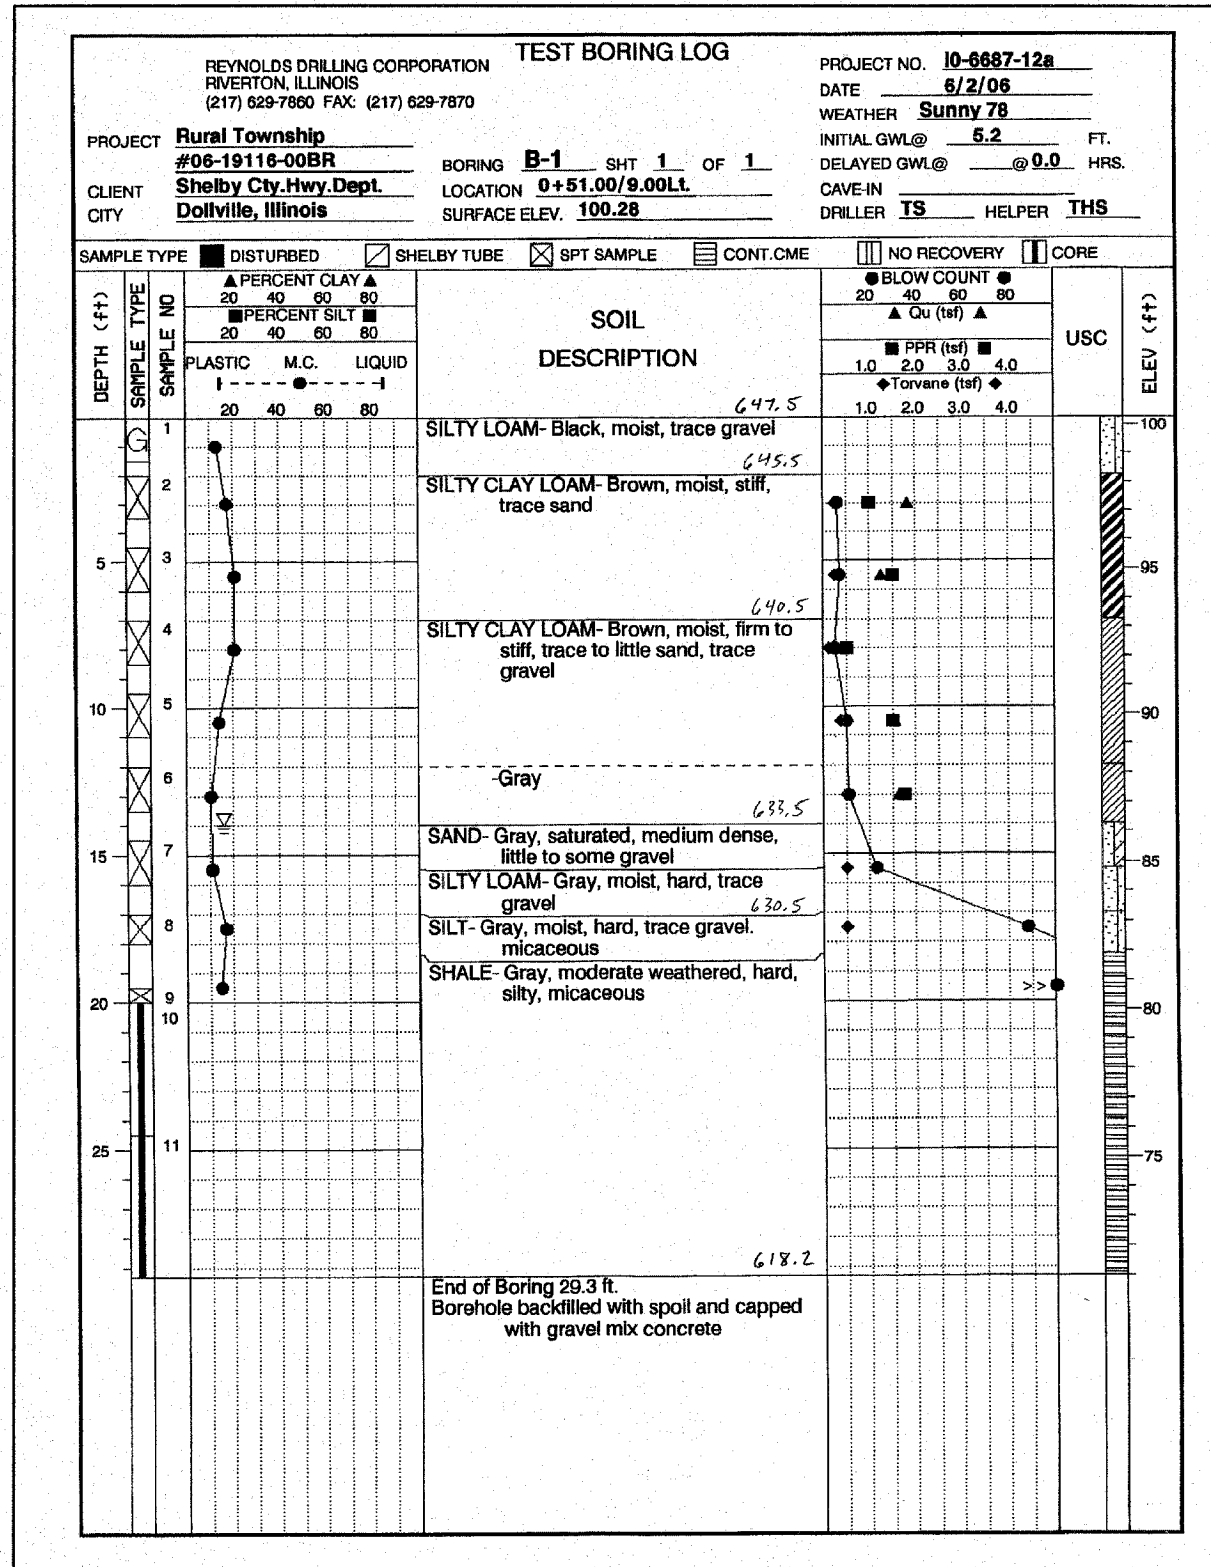 TEST BORING LOG
REYNOLDS DRILLING CORPORATION
RIVERTON, ILLINOIS
(217) 629-7860 FAX: (217) 629-7870
PROJECT NO. I0-6687-12a
DATE 6/2/06
WEATHER Sunny 78
PROJECT Rural Township
#06-19116-00BR
CLIENT Shelby Cty.Hwy.Dept.
CITY Dollville, Illinois
BORING B-1 SHT 1 OF 1
LOCATION 0+51.00/9.00Lt.
SURFACE ELEV. 100.28
INITIAL GWL@ 5.2 FT.
DELAYED GWL@ @ 0.0 HRS.
CAVE-IN
DRILLER TS HELPER THS
SAMPLE TYPE DISTURBED SHELBY TUBE SPT SAMPLE CONT.CME NO RECOVERY CORE
DEPTH (ft)
SAMPLE TYPE
SAMPLE NO
PERCENT CLAY
20 40 60 80
PERCENT SILT
20 40 60 80
PLASTIC M.C. LIQUID
20 40 60 80
SOIL
DESCRIPTION
647.5
BLOW COUNT
20 40 60 80
Qu (tsf)
PPR (tsf)
1.0 2.0 3.0 4.0
Torvane (tsf)
1.0 2.0 3.0 4.0
USC
ELEV (ft)
G
1
SILTY LOAM- Black, moist, trace gravel
100
645.5
2
SILTY CLAY LOAM- Brown, moist, stiff,
trace sand
5
3
95
640.5
4
SILTY CLAY LOAM- Brown, moist, firm to
stiff, trace to little sand, trace
gravel
10
5
90
6
-Gray
633.5
SAND- Gray, saturated, medium dense,
little to some gravel
15
7
85
SILTY LOAM- Gray, moist, hard, trace
gravel
630.5
8
SILT- Gray, moist, hard, trace gravel.
micaceous
SHALE- Gray, moderate weathered, hard,
silty, micaceous
>>
20
9
10
80
25
11
75
618.2
End of Boring 29.3 ft.
Borehole backfilled with spoil and capped
with gravel mix concrete